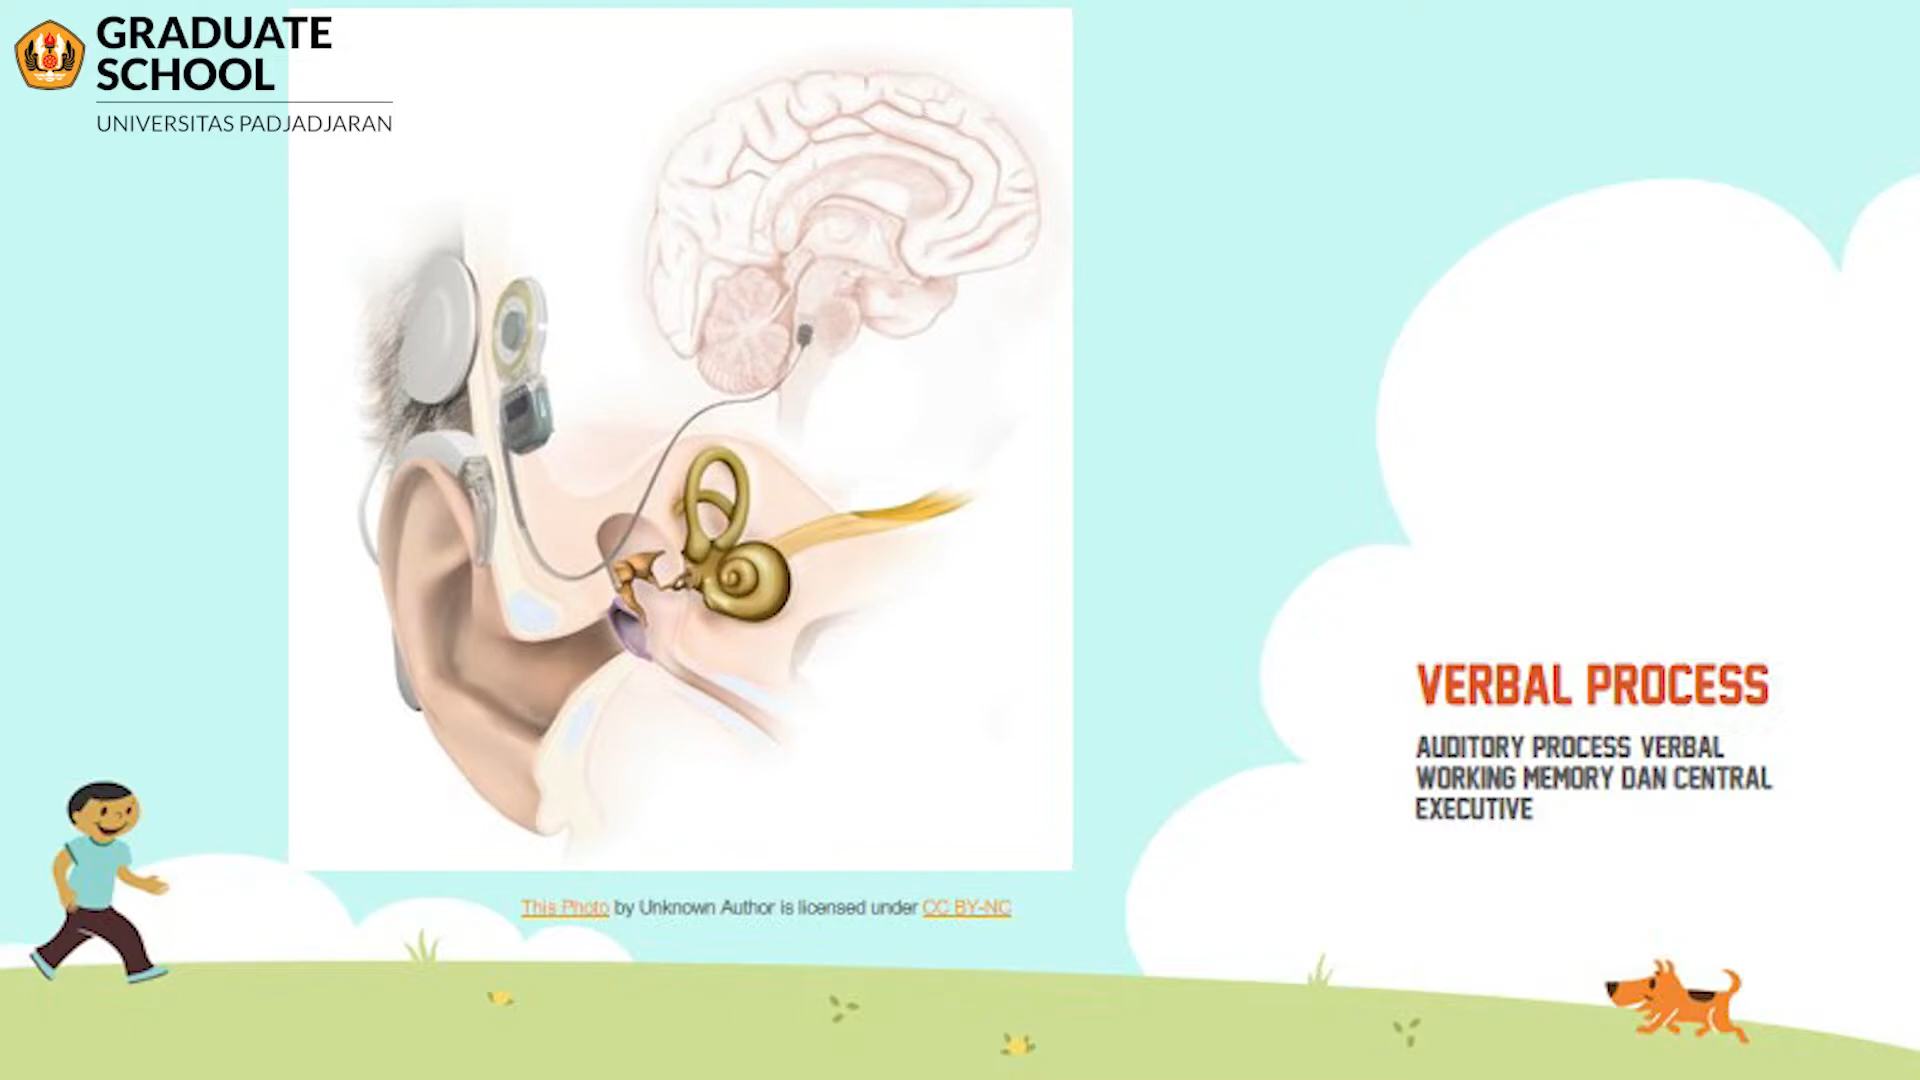 GRADUATE
SCHOOL
UNIVERSITAS PADJADJARAN
VERBAL PROCESS
AUDITORY PROCESS VERBAL
WORKING MEMORY DAN CENTRAL
EXECUTIVE
This Photo by Unknown Author is licensed under CC BY-NC